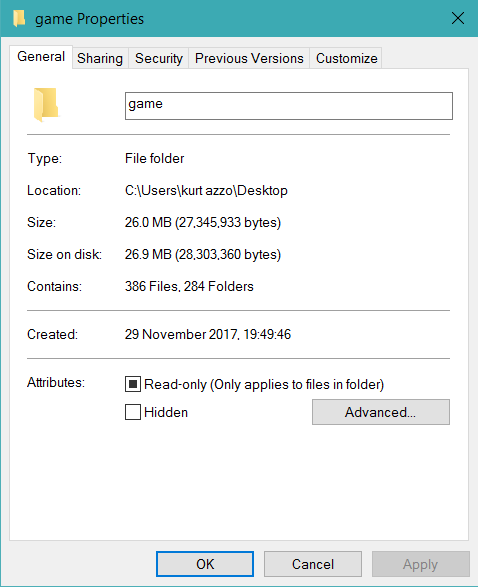 game Properties
General Sharing Security Previous Versions Customize
game
Type: File folder
Location: C:\Users\kurt azzo\Desktop
Size: 26.0 MB (27,345,933 bytes)
Size on disk: 26.9 MB (28,303,360 bytes)
Contains: 386 Files, 284 Folders
Created: 29 November 2017, 19:49:46
Attributes: Read-only (Only applies to files in folder)
Hidden Advanced...
OK Cancel Apply